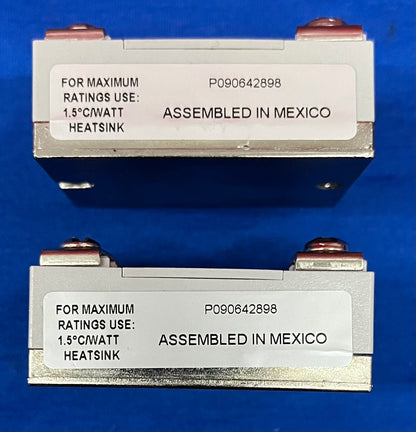 FOR MAXIMUM
RATINGS USE:
1.5°C/WATT
HEATSINK
P090642898
ASSEMBLED IN MEXICO
FOR MAXIMUM
RATINGS USE:
1.5°C/WATT
HEATSINK
P090642898
ASSEMBLED IN MEXICO